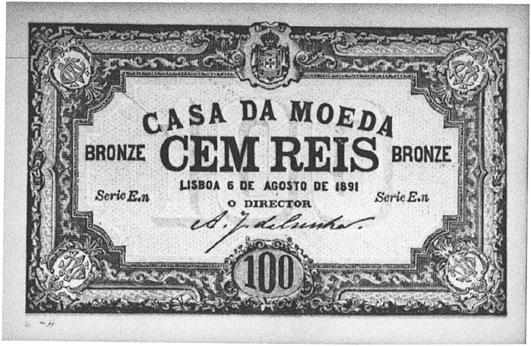 CASA DA MOEDA
BRONZE CEM REIS BRONZE
LISBOA 6 DE AGOSTO DE 1891
Serie E.n Serie E.n
O DIRECTOR
100